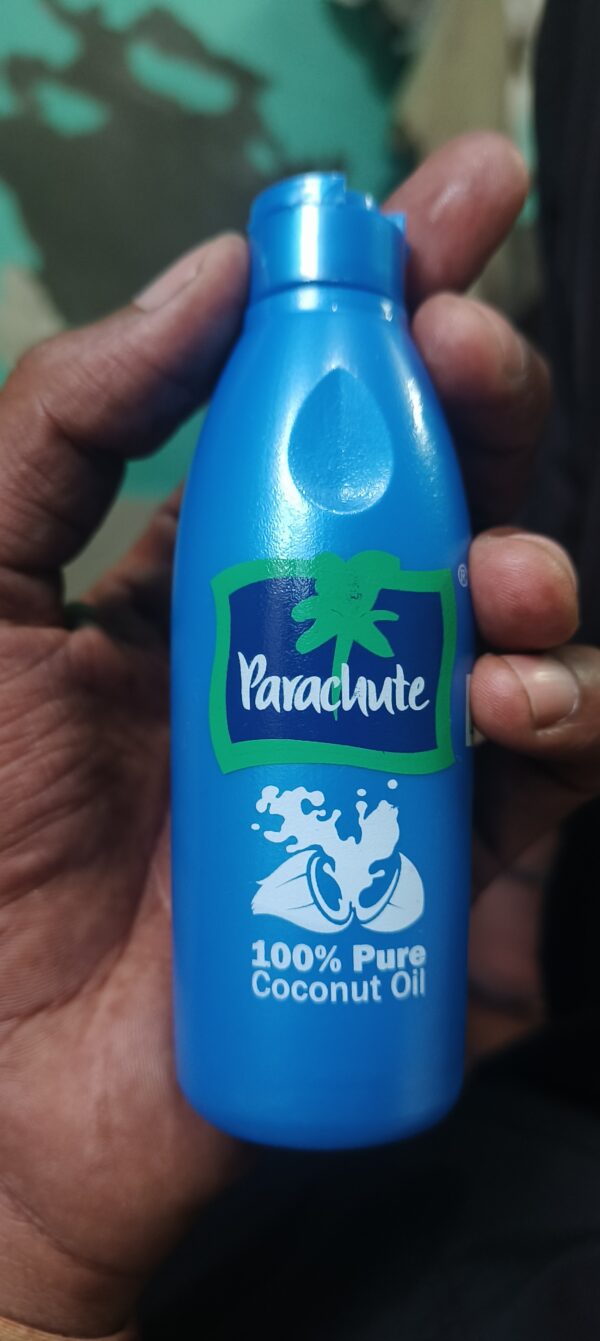 Parachute
®
100% Pure
Coconut Oil